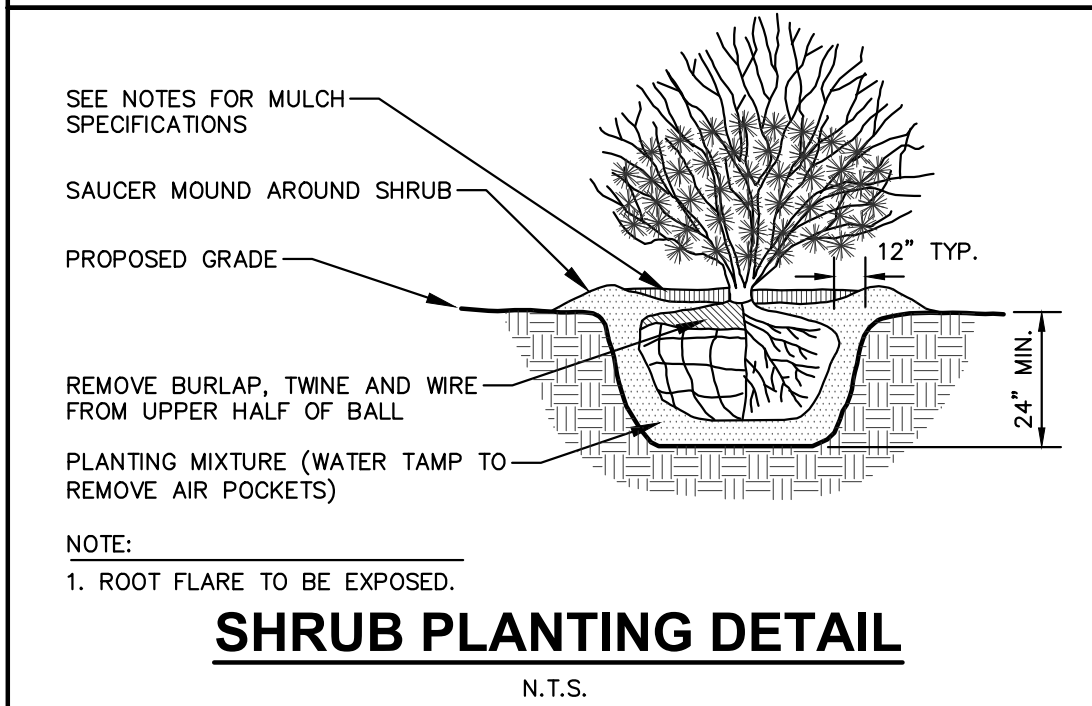 SEE NOTES FOR MULCH
SPECIFICATIONS
SAUCER MOUND AROUND SHRUB
PROPOSED GRADE
12" TYP.
24" MIN.
REMOVE BURLAP, TWINE AND WIRE
FROM UPPER HALF OF BALL
PLANTING MIXTURE (WATER TAMP TO
REMOVE AIR POCKETS)
NOTE:
1. ROOT FLARE TO BE EXPOSED.
SHRUB PLANTING DETAIL
N.T.S.